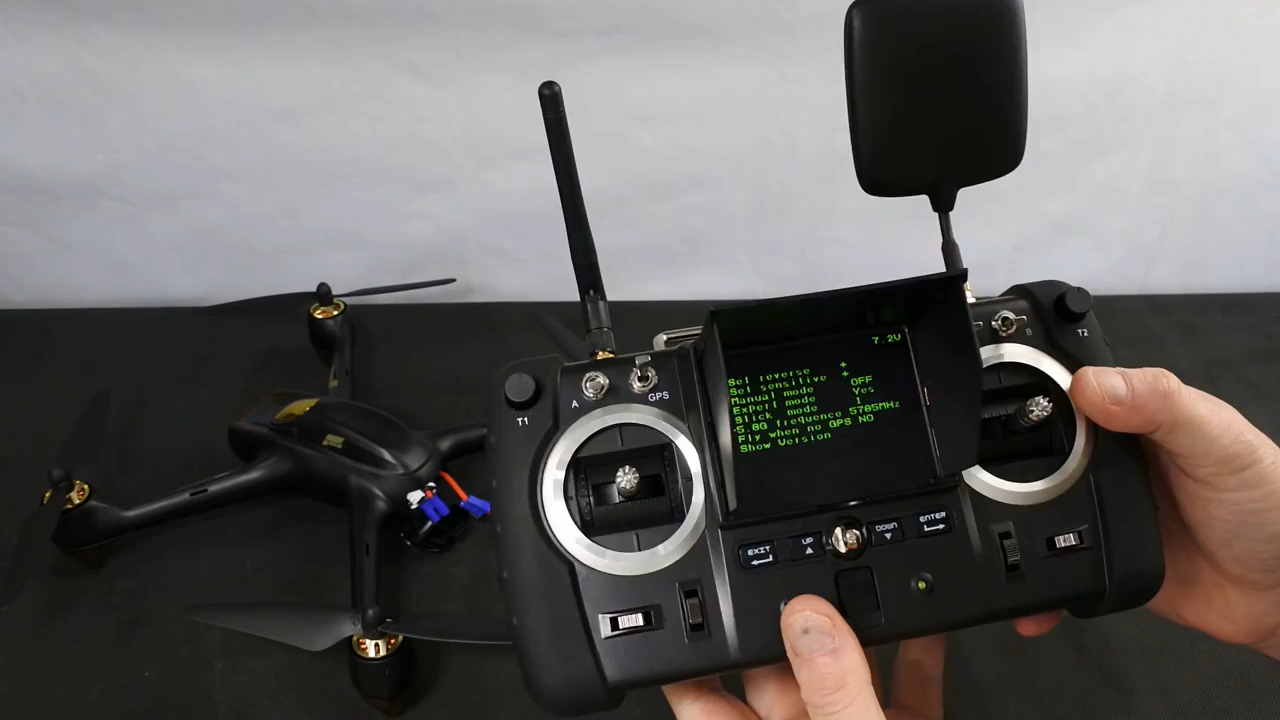 7.2V
Set reverse +
Set sensitive +
Manual mode OFF
Expert mode Yes
Stick mode 1
5.8G frequence 5785MHz
Fly when no GPS NO
Show Version
T1
A
GPS
B
T2
EXIT
UP
DOWN
ENTER